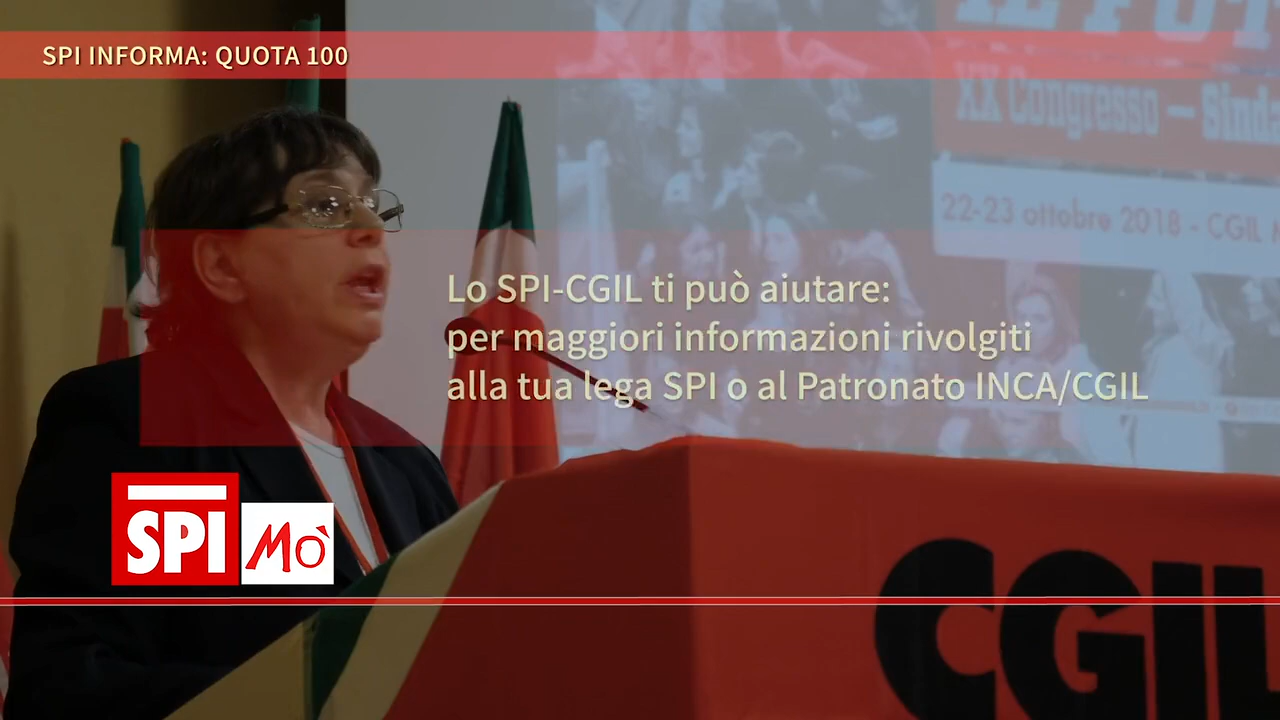 SPI INFORMA: QUOTA 100
XX Congresso –
22-23 ottobre 2018 - CGIL
Lo SPI-CGIL ti può aiutare:
per maggiori informazioni rivolgiti
alla tua lega SPI o al Patronato INCA/CGIL
SPI
Mò
CGIL